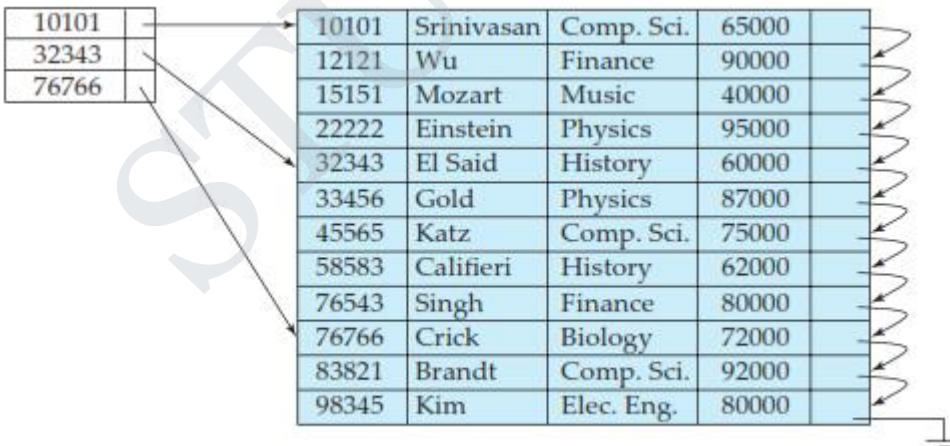 10101
32343
76766
10101 Srinivasan Comp. Sci. 65000
12121 Wu Finance 90000
15151 Mozart Music 40000
22222 Einstein Physics 95000
32343 El Said History 60000
33456 Gold Physics 87000
45565 Katz Comp. Sci. 75000
58583 Califieri History 62000
76543 Singh Finance 80000
76766 Crick Biology 72000
83821 Brandt Comp. Sci. 92000
98345 Kim Elec. Eng. 80000